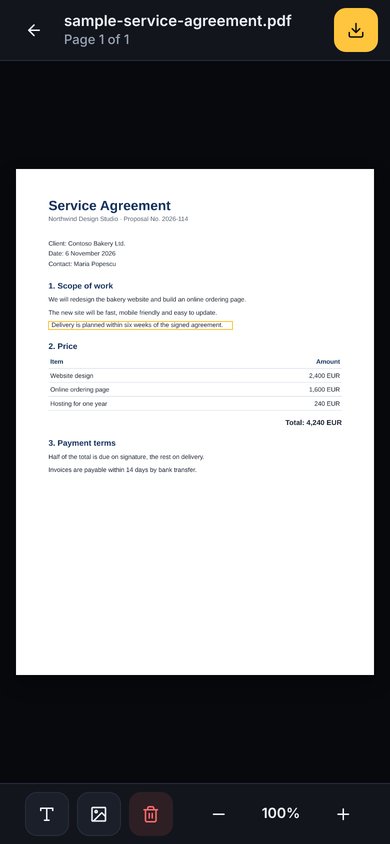 sample-service-agreement.pdf
Page 1 of 1
Service Agreement
Northwind Design Studio - Proposal No. 2026-114
Client: Contoso Bakery Ltd.
Date: 6 November 2026
Contact: Maria Popescu
1. Scope of work
We will redesign the bakery website and build an online ordering page.
The new site will be fast, mobile friendly and easy to update.
Delivery is planned within six weeks of the signed agreement.
2. Price
Item Amount
Website design 2,400 EUR
Online ordering page 1,600 EUR
Hosting for one year 240 EUR
Total: 4,240 EUR
3. Payment terms
Half of the total is due on signature, the rest on delivery.
Invoices are payable within 14 days by bank transfer.
100%